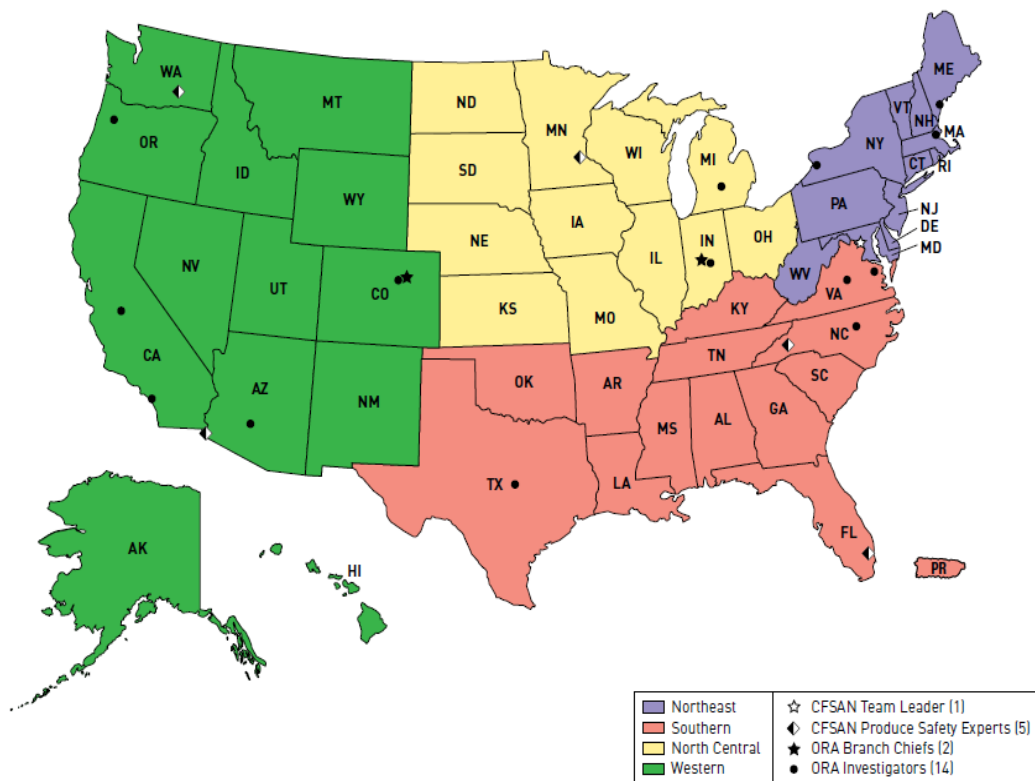 WA
MT
ND
MN
ME
VT
NH
OR
ID
SD
WI
MI
NY
MA
CT
RI
WY
IA
PA
NJ
DE
MD
NV
UT
CO
NE
IL
IN
OH
WV
VA
KS
MO
KY
CA
AZ
NM
OK
AR
TN
NC
SC
MS
AL
GA
TX
LA
FL
PR
AK
HI
Northeast
Southern
North Central
Western
CFSAN Team Leader (1)
CFSAN Produce Safety Experts (5)
ORA Branch Chiefs (2)
ORA Investigators (14)